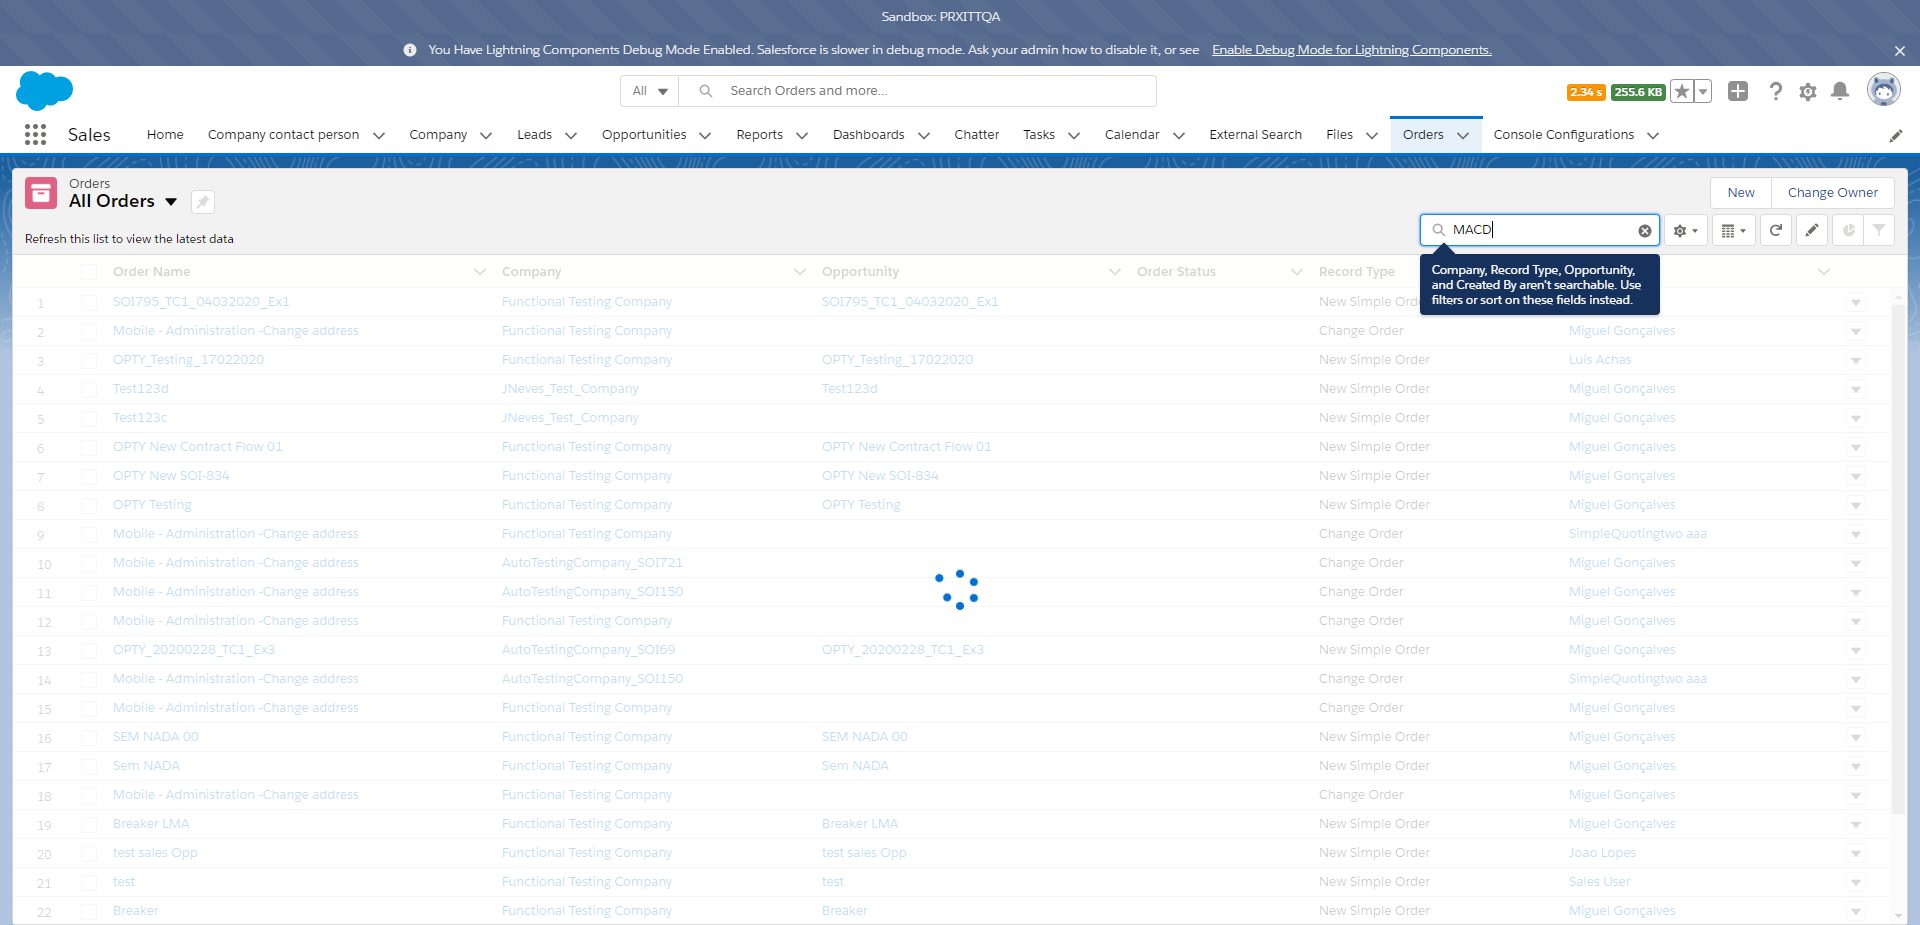 Sandbox: PRXITTQA
You Have Lightning Components Debug Mode Enabled. Salesforce is slower in debug mode. Ask your admin how to disable it, or see Enable Debug Mode for Lightning Components.
All Search Orders and more...
2.34 s 255.6 KB
Sales Home Company contact person Company Leads Opportunities Reports Dashboards Chatter Tasks Calendar External Search Files Orders Console Configurations
Orders
All Orders
New Change Owner
Refresh this list to view the latest data
MACD
Company, Record Type, Opportunity,
and Created By aren't searchable. Use
filters or sort on these fields instead.
Order Name Company Opportunity Order Status Record Type
1 SOI795_TC1_04032020_Ex1 Functional Testing Company SOI795_TC1_04032020_Ex1 New Simple Ord
2 Mobile - Administration -Change address Functional Testing Company Change Order Miguel Gonçalves
3 OPTY_Testing_17022020 Functional Testing Company OPTY_Testing_17022020 New Simple Order Luis Achas
4 Test123d JNeves_Test_Company Test123d New Simple Order Miguel Gonçalves
5 Test123c JNeves_Test_Company New Simple Order Miguel Gonçalves
6 OPTY New Contract Flow 01 Functional Testing Company OPTY New Contract Flow 01 New Simple Order Miguel Gonçalves
7 OPTY New SOI-834 Functional Testing Company OPTY New SOI-834 New Simple Order Miguel Gonçalves
8 OPTY Testing Functional Testing Company OPTY Testing New Simple Order Miguel Gonçalves
9 Mobile - Administration -Change address Functional Testing Company Change Order SimpleQuotingtwo aaa
10 Mobile - Administration -Change address AutoTestingCompany_SOI721 Change Order Miguel Gonçalves
11 Mobile - Administration -Change address AutoTestingCompany_SOI150 Change Order Miguel Gonçalves
12 Mobile - Administration -Change address Functional Testing Company Change Order Miguel Gonçalves
13 OPTY_20200228_TC1_Ex3 AutoTestingCompany_SOI69 OPTY_20200228_TC1_Ex3 New Simple Order Miguel Gonçalves
14 Mobile - Administration -Change address AutoTestingCompany_SOI150 Change Order SimpleQuotingtwo aaa
15 Mobile - Administration -Change address Functional Testing Company Change Order Miguel Gonçalves
16 SEM NADA 00 Functional Testing Company SEM NADA 00 New Simple Order Miguel Gonçalves
17 Sem NADA Functional Testing Company Sem NADA New Simple Order Miguel Gonçalves
18 Mobile - Administration -Change address Functional Testing Company Change Order Miguel Gonçalves
19 Breaker LMA Functional Testing Company Breaker LMA New Simple Order Miguel Gonçalves
20 test sales Opp Functional Testing Company test sales Opp New Simple Order Joao Lopes
21 test Functional Testing Company test New Simple Order Sales User
22 Breaker Functional Testing Company Breaker New Simple Order Miguel Gonçalves